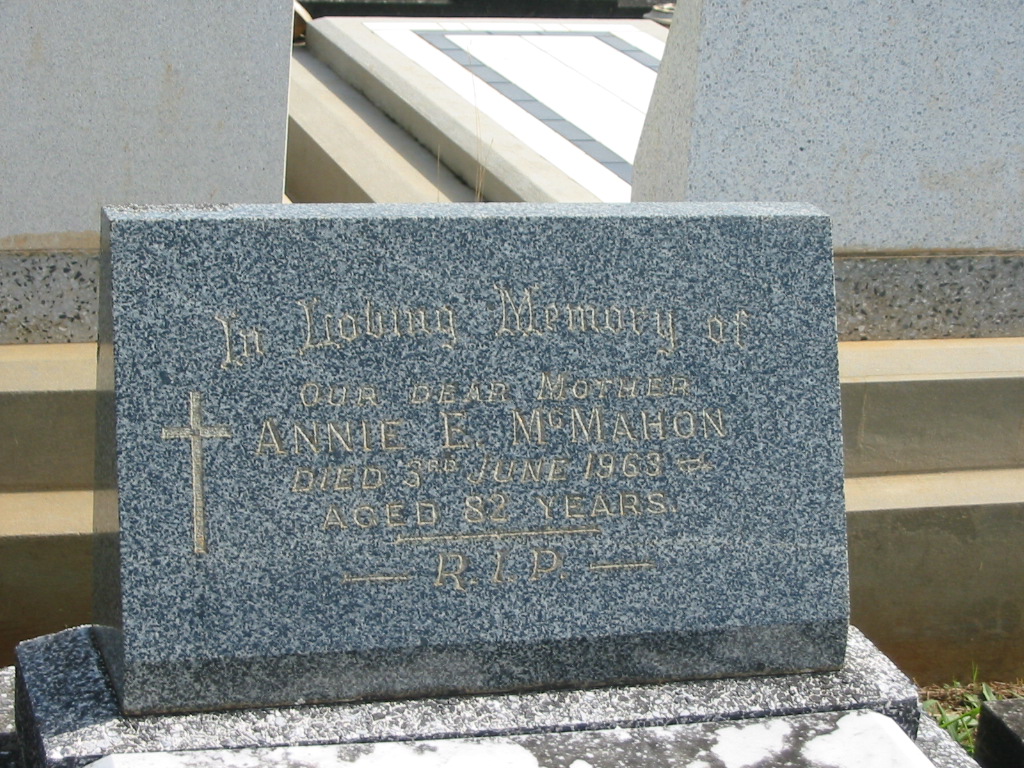 In Loving Memory of
OUR DEAR MOTHER
ANNIE E. McMAHON
DIED 3RD JUNE 1963
AGED 82 YEARS.
R.I.P.